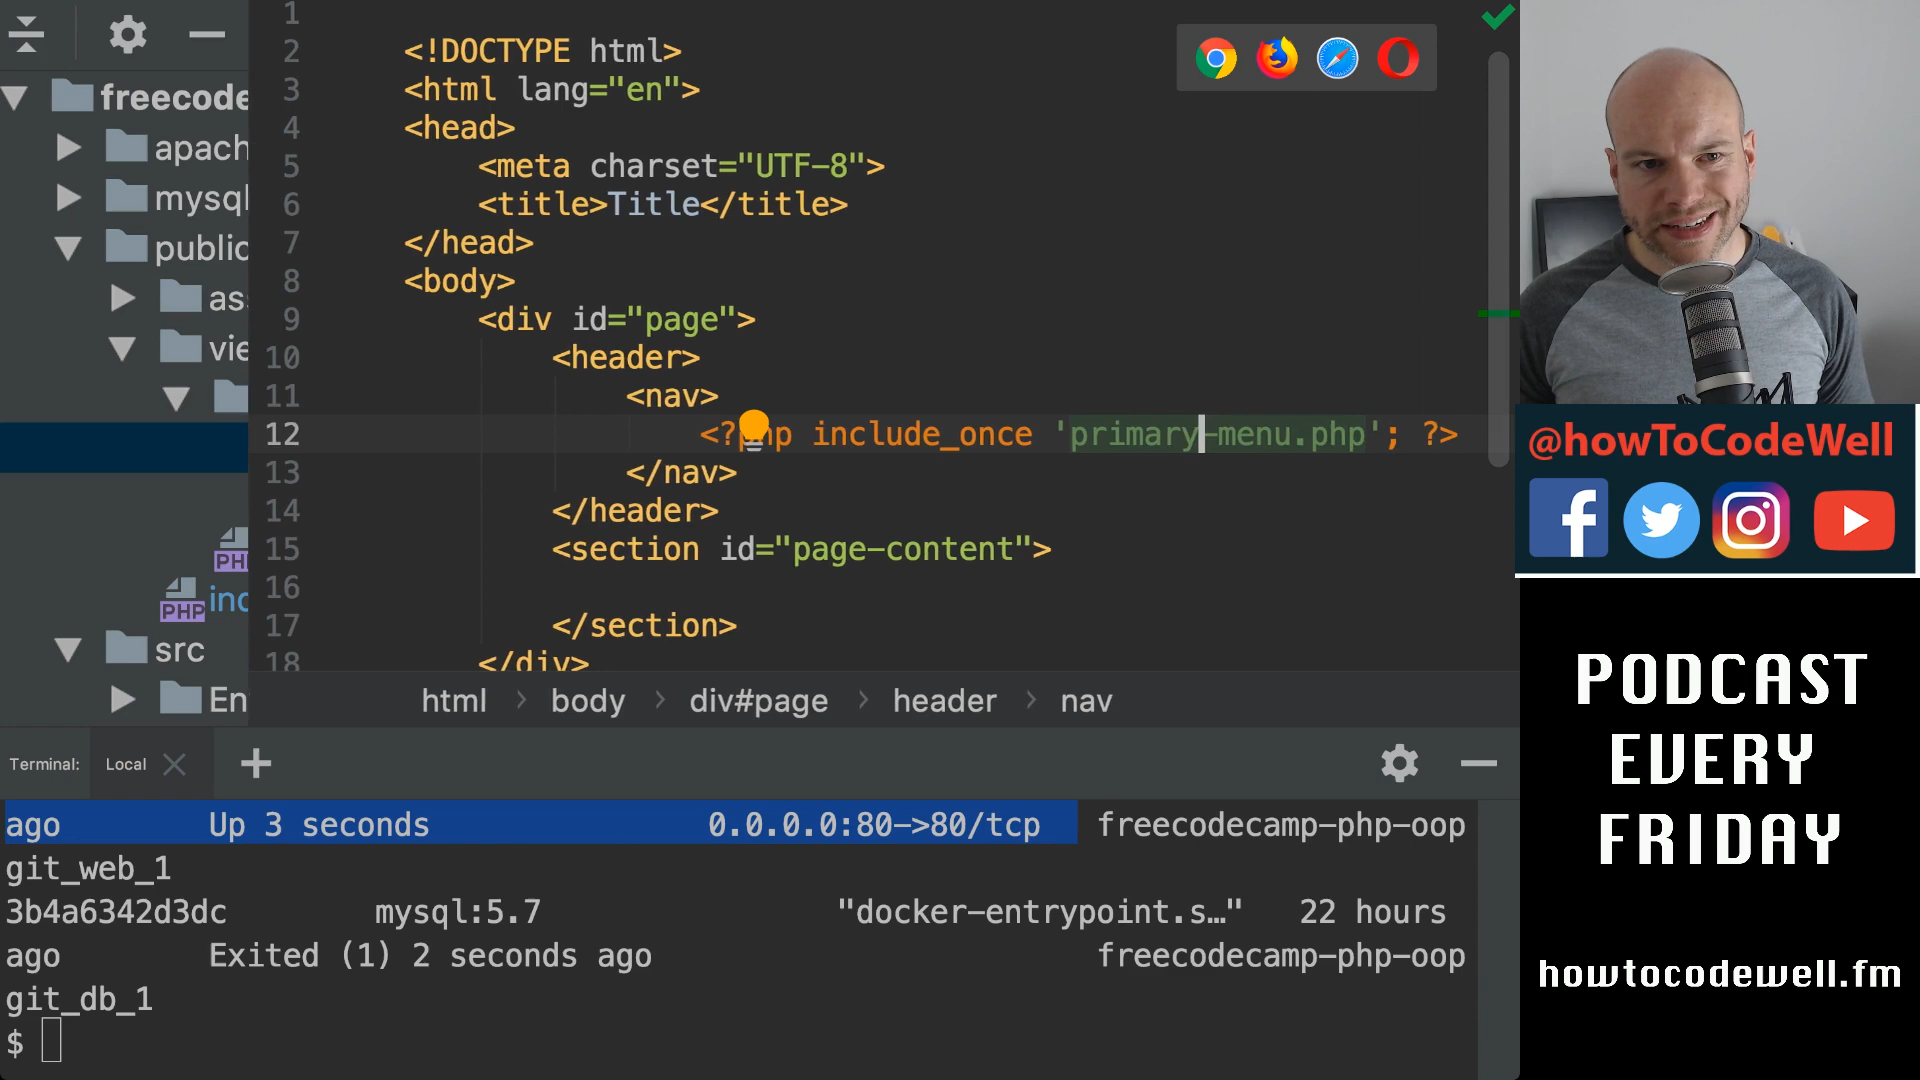 1
2 <!DOCTYPE html>
3 <html lang="en">
4 <head>
5 <meta charset="UTF-8">
6 <title>Title</title>
7 </head>
8 <body>
9 <div id="page">
10 <header>
11 <nav>
12 <?php include_once 'primary-menu.php'; ?>
13 </nav>
14 </header>
15 <section id="page-content">
16
17 </section>
18 </div>
freecode
apach
mysql
public
as
vie
PH
PHP
inc
src
En
html > body > div#page > header > nav
Terminal: Local
ago Up 3 seconds 0.0.0.0:80->80/tcp freecodecamp-php-oop
git_web_1
3b4a6342d3dc mysql:5.7 "docker-entrypoint.s…" 22 hours
ago Exited (1) 2 seconds ago freecodecamp-php-oop
git_db_1
$
@howToCodeWell
PODCAST
EVERY
FRIDAY
howtocodewell.fm